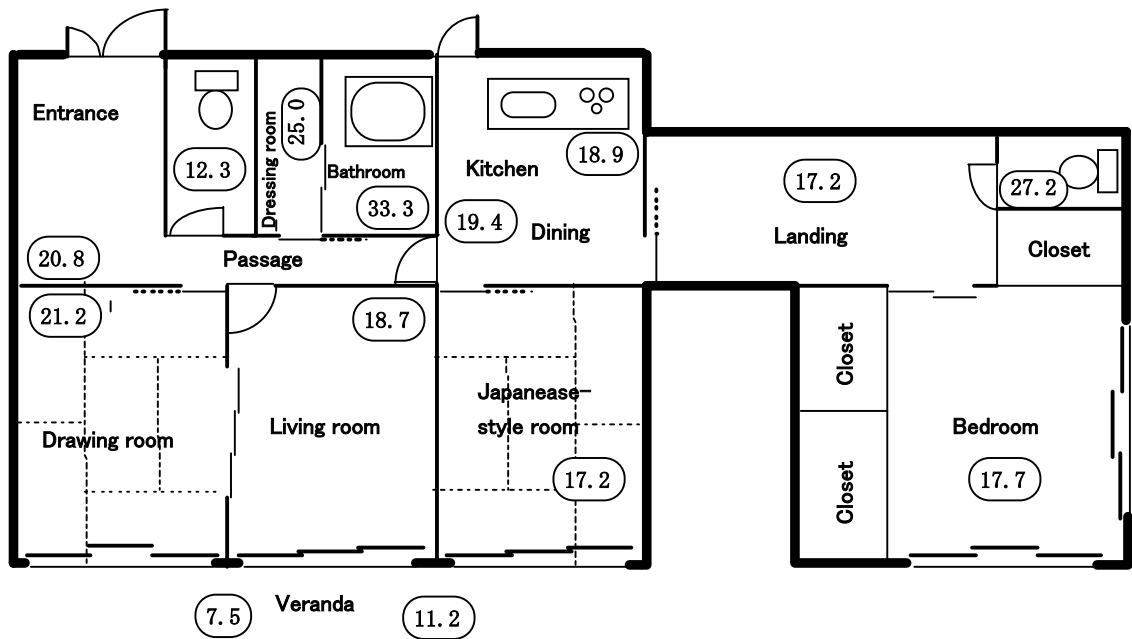 Entrance
12.3
Dressing room
25.0
Bathroom
33.3
Kitchen
18.9
19.4
Dining
17.2
Landing
27.2
Closet
20.8
Passage
21.2
18.7
Drawing room
Living room
Japanease-
style room
17.2
Closet
Closet
Bedroom
17.7
7.5
Veranda
11.2